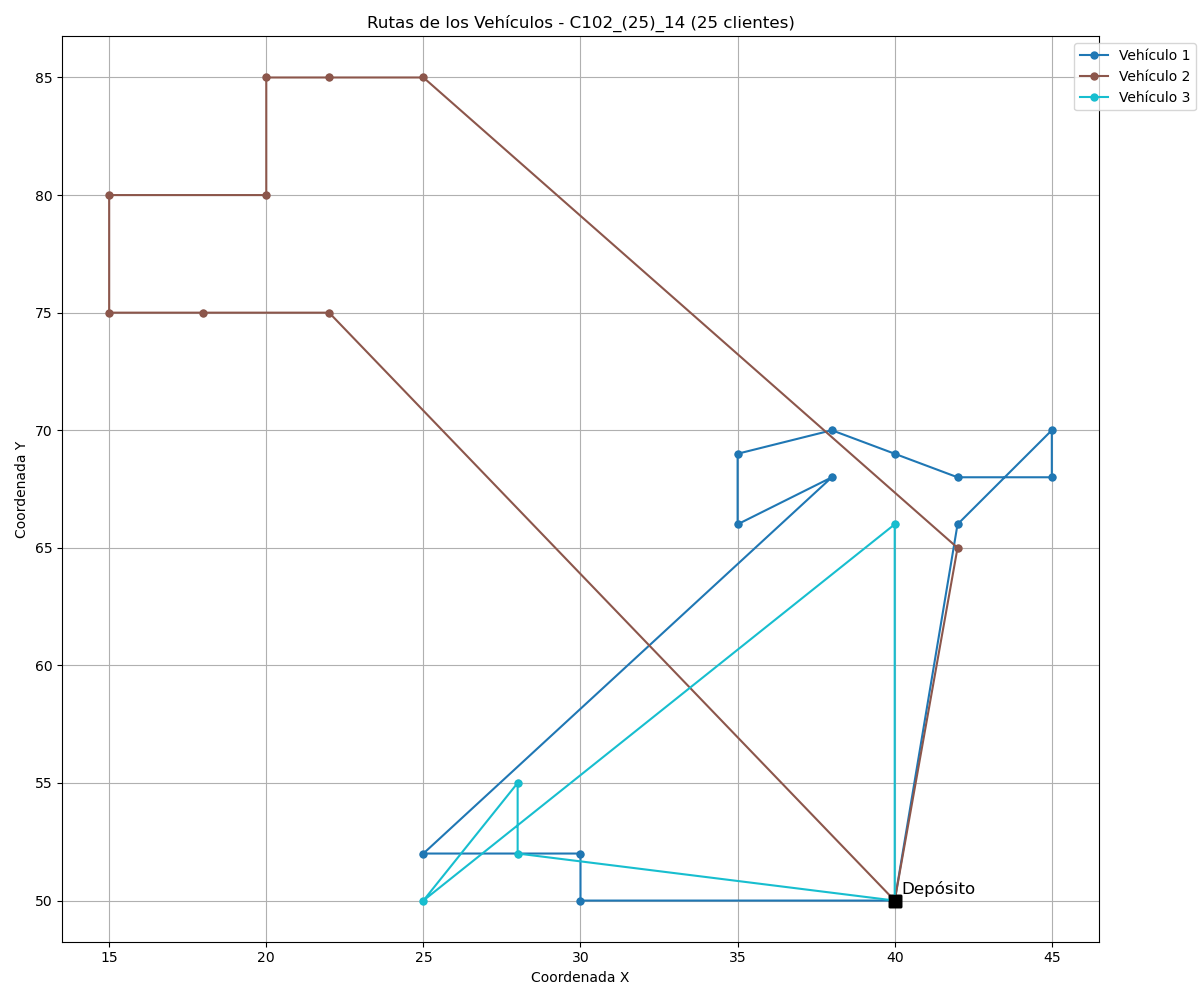 Rutas de los Vehículos - C102_(25)_14 (25 clientes)
Vehículo 1
Vehículo 2
Vehículo 3
Coordenada Y
85
80
75
70
65
60
55
50
Depósito
15 20 25 30 35 40 45
Coordenada X